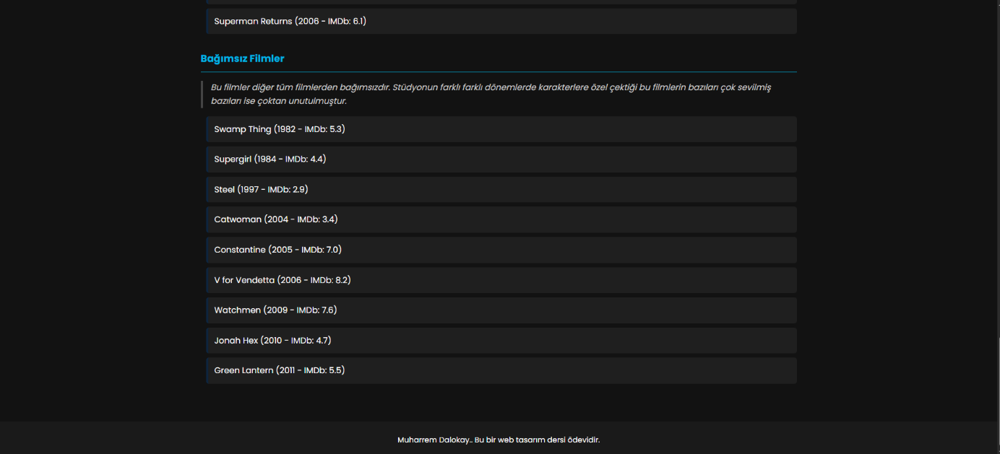 Superman Returns (2006 - IMDb: 6.1)
Bağımsız Filmler
Bu filmler diğer tüm filmlerden bağımsızdır. Stüdyonun farklı farklı dönemlerde karakterlere özel çektiği bu filmlerin bazıları çok sevilmiş
bazıları ise çoktan unutulmuştur.
Swamp Thing (1982 - IMDb: 5.3)
Supergirl (1984 - IMDb: 4.4)
Steel (1997 - IMDb: 2.9)
Catwoman (2004 - IMDb: 3.4)
Constantine (2005 - IMDb: 7.0)
V for Vendetta (2006 - IMDb: 8.2)
Watchmen (2009 - IMDb: 7.6)
Jonah Hex (2010 - IMDb: 4.7)
Green Lantern (2011 - IMDb: 5.5)
Muharrem Dalokay.. Bu bir web tasarım dersi ödevidir.